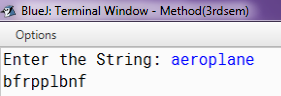 BlueJ: Terminal Window - Method(3rdsem)
Options
Enter the String: aeroplane
bfrpplbnf